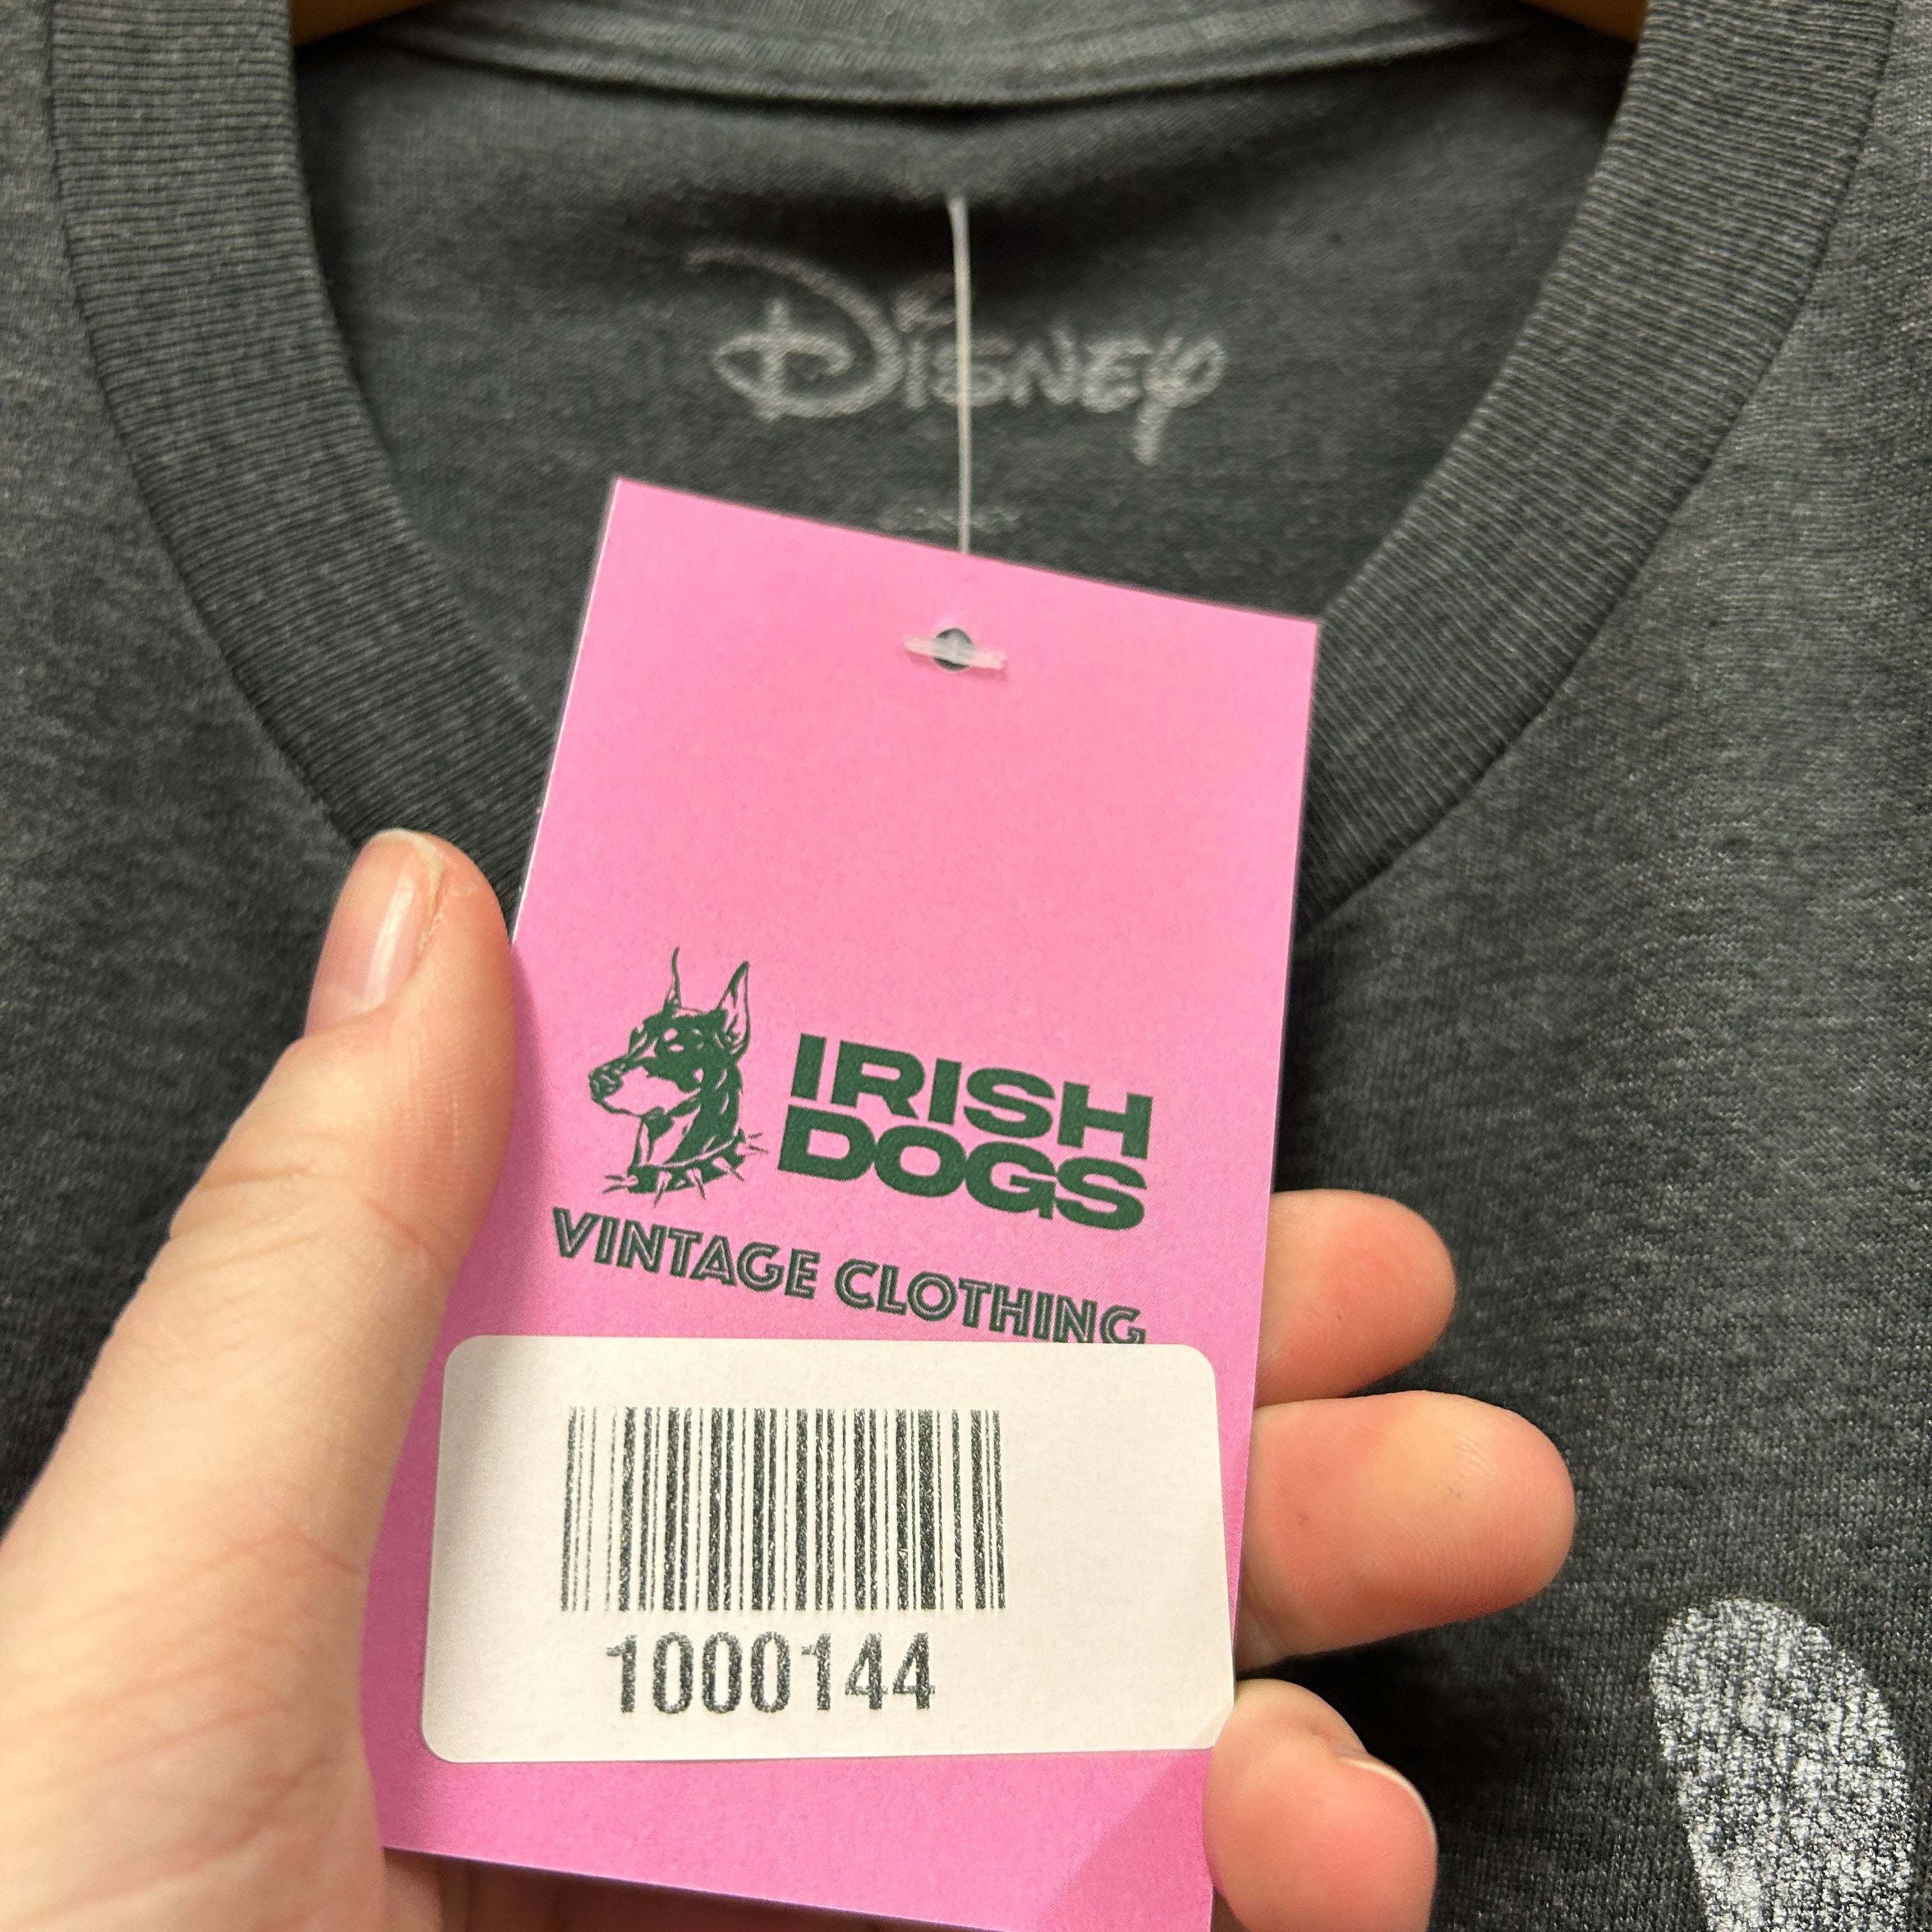 Disney
IRISH
DOGS
VINTAGE CLOTHING
1000144